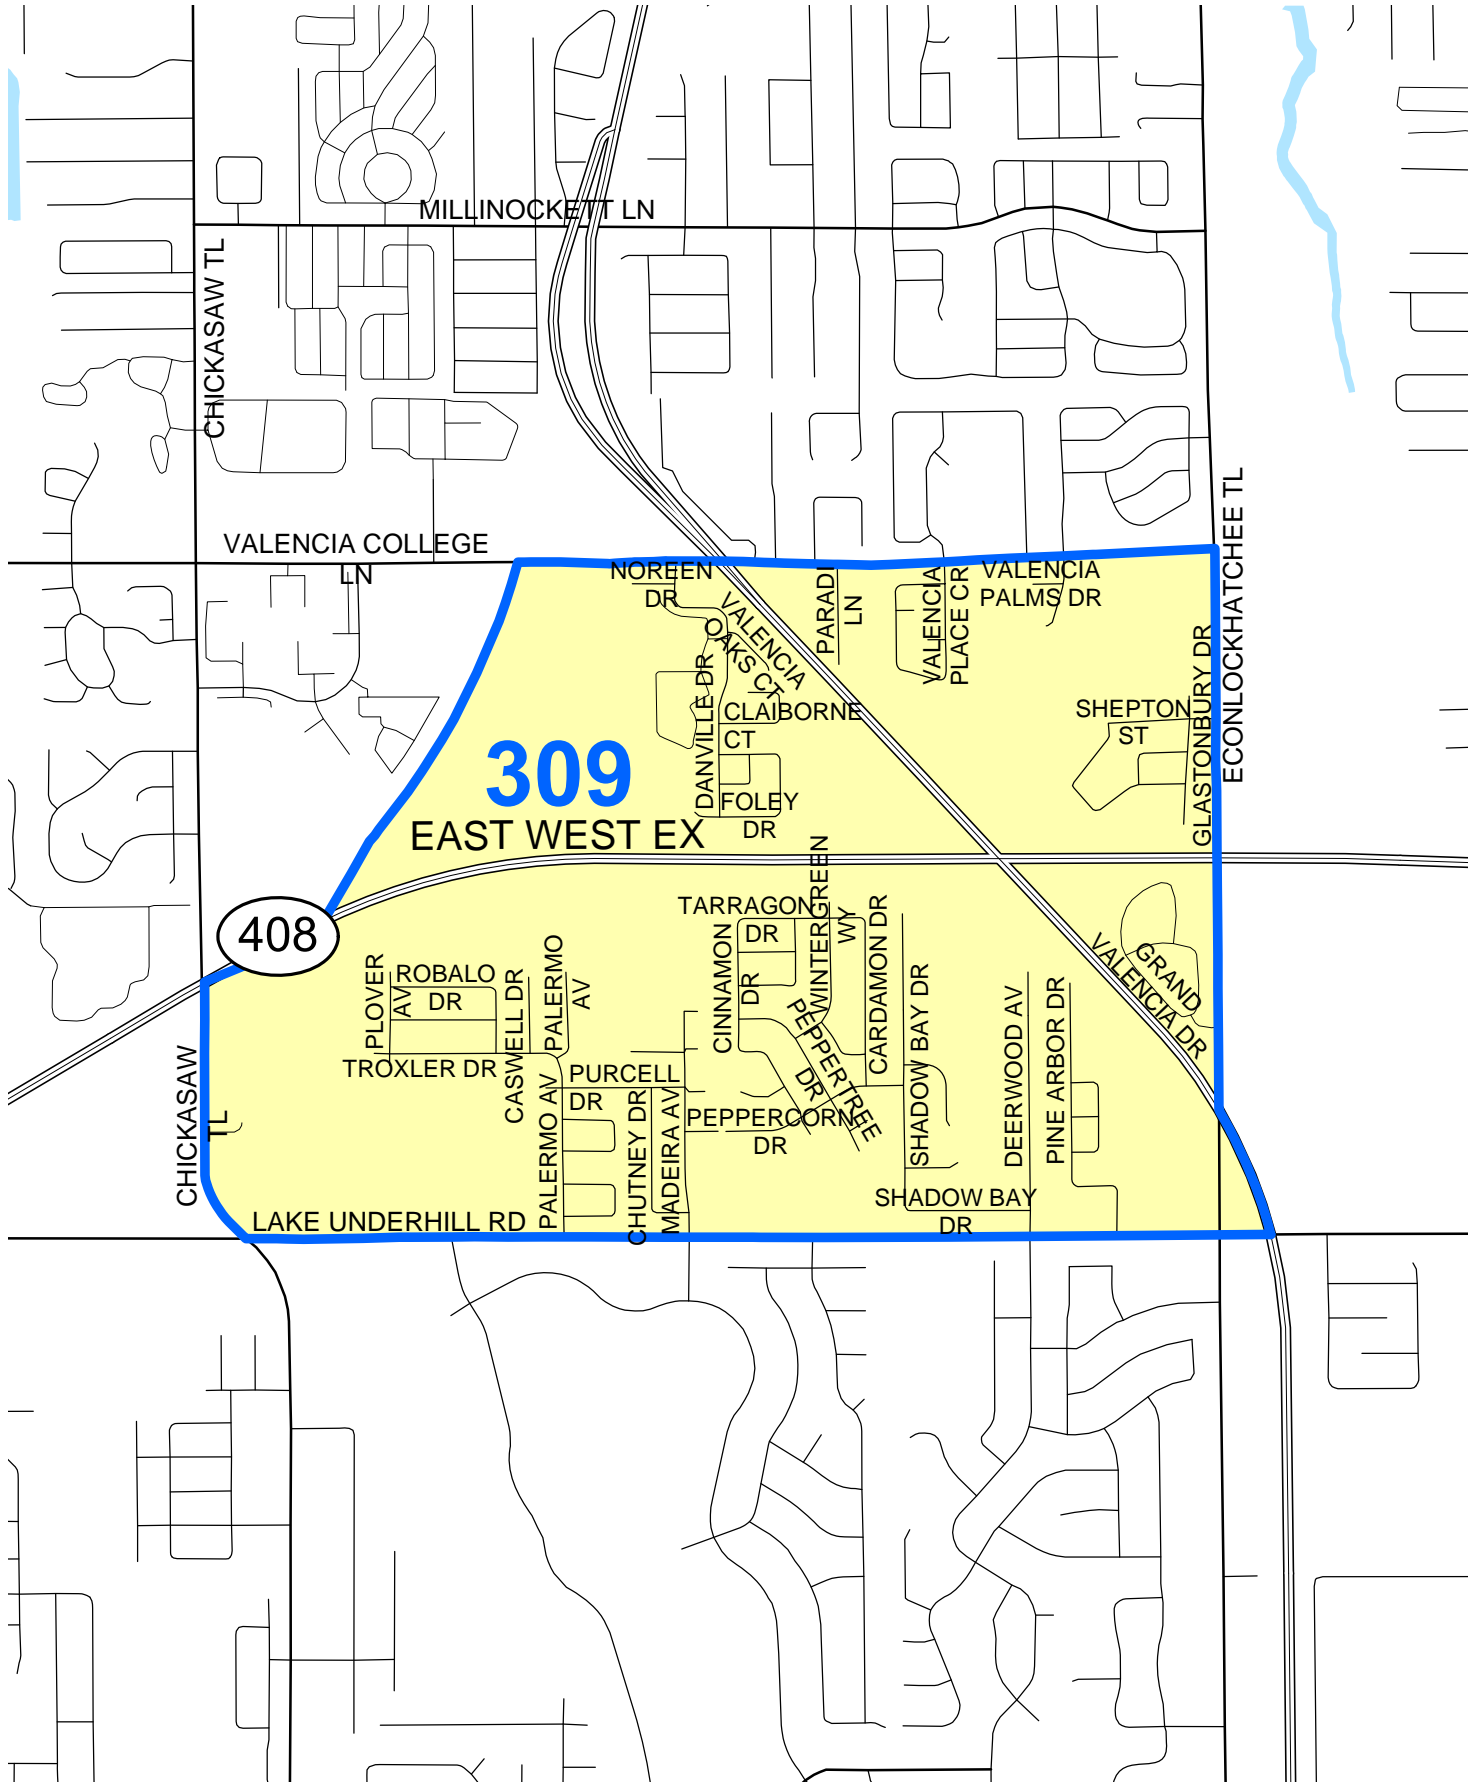 MILLINOCKETT LN
CHICKASAW TL
ECONLOCKHATCHEE TL
VALENCIA COLLEGE
LN
NOREEN
DR
VALENCIA
OAKS CT
PARADI
LN
VALENCIA
PLACE CR
VALENCIA
PALMS DR
GLASTONBURY DR
DANVILLE DR
CLAIBORNE
CT
SHEPTON
ST
309
FOLEY
DR
EAST WEST EX
408
TARRAGON
DR
WINTERGREEN
WY
CARDAMON DR
CINNAMON
DR
PLOVER
AV
ROBALO
DR
CASWELL DR
PALERMO
AV
GRAND
VALENCIA DR
PEPPERTREE
DR
SHADOW BAY DR
DEERWOOD AV
PINE ARBOR DR
TROXLER DR
PURCELL
DR
CHICKASAW
TL
PALERMO AV
CHUTNEY DR
MADEIRA AV
PEPPERCORN
DR
SHADOW BAY
DR
LAKE UNDERHILL RD